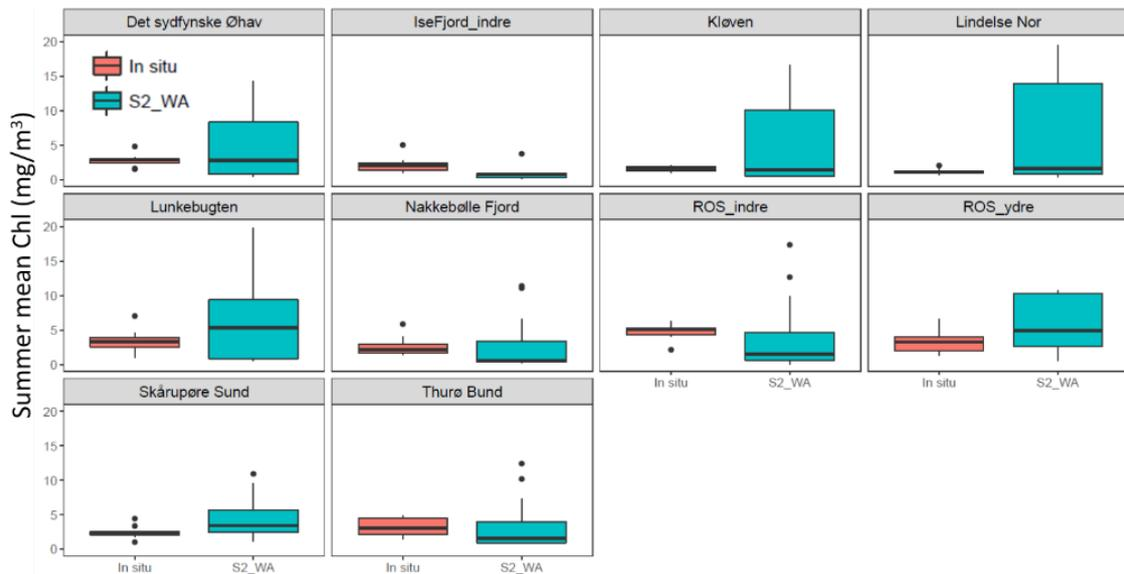 Det sydfynske Øhav
IseFjord_indre
Kløven
Lindelse Nor
20
15
10
5
0
In situ
S2_WA
Summer mean Chl (mg/m³)
Lunkebugten
Nakkebølle Fjord
ROS_indre
ROS_ydre
20
15
10
5
0
In situ
S2_WA
In situ
S2_WA
Skårupøre Sund
Thurø Bund
20
15
10
5
0
In situ
S2_WA
In situ
S2_WA